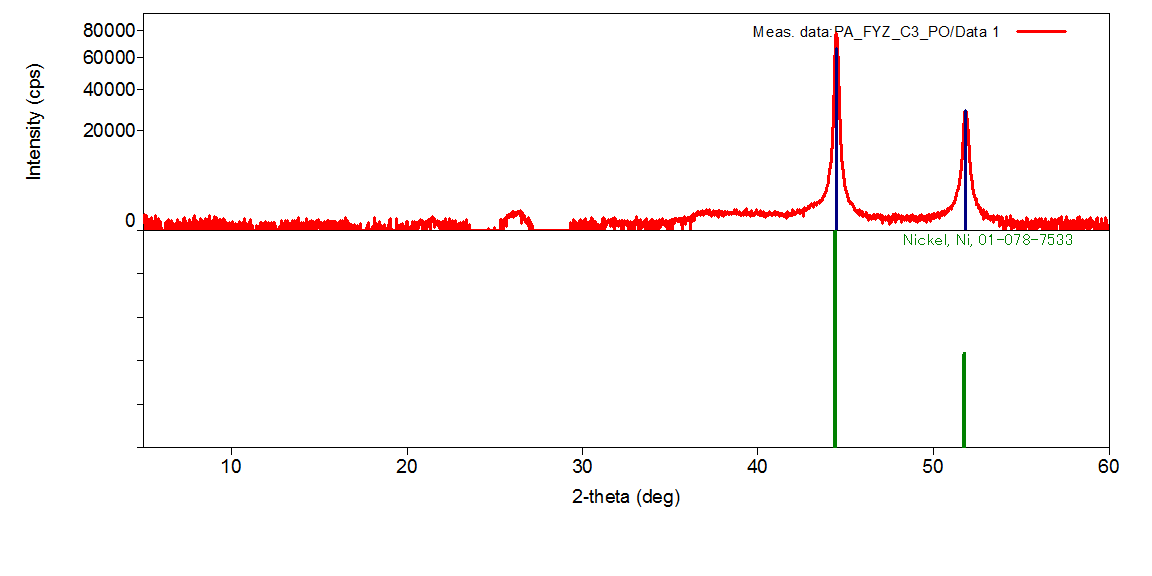 Meas. data:PA_FYZ_C3_PO/Data 1
80000
60000
40000
20000
0
Intensity (cps)
Nickel, Ni, 01-078-7533
10 20 30 40 50 60
2-theta (deg)